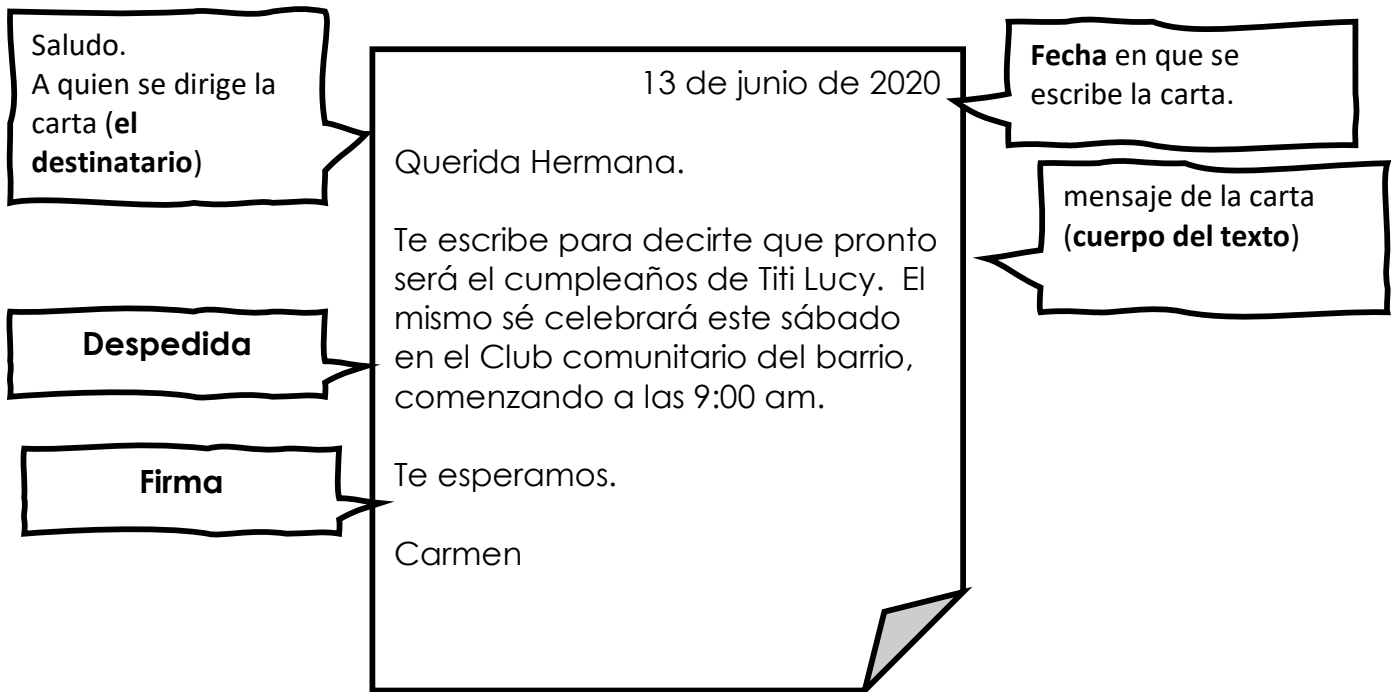 Saludo.
A quien se dirige la
carta (el
destinatario)
13 de junio de 2020
Fecha en que se
escribe la carta.
Querida Hermana.
mensaje de la carta
(cuerpo del texto)
Te escribe para decirte que pronto
será el cumpleaños de Titi Lucy.  El
mismo sé celebrará este sábado
en el Club comunitario del barrio,
comenzando a las 9:00 am.
Despedida
Te esperamos.
Firma
Carmen